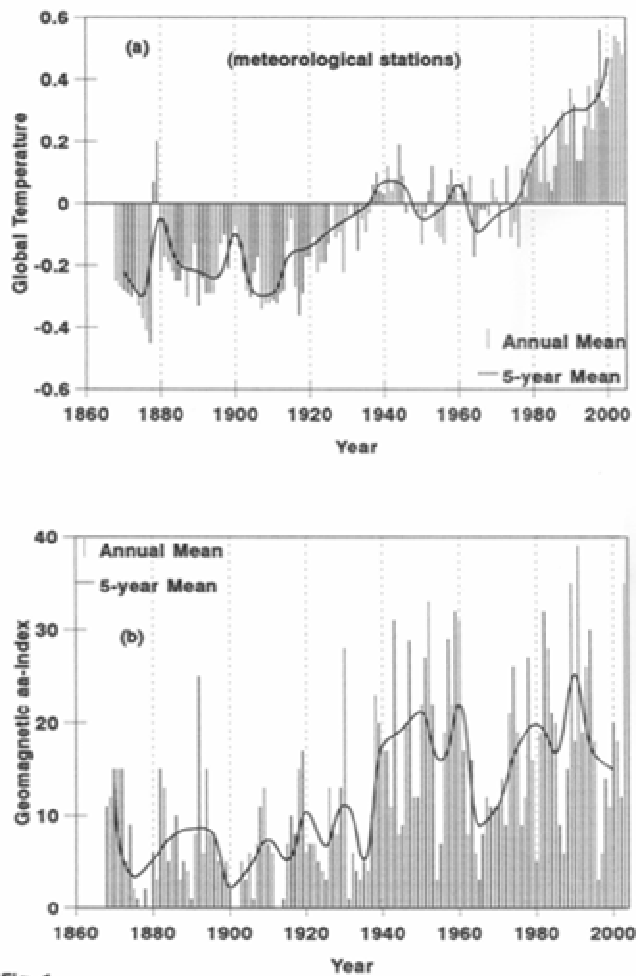 0.6
(a)
(meteorological stations)
0.4
0.2
0
-0.2
-0.4
-0.6
Global Temperature
Annual Mean
5-year Mean
1860 1880 1900 1920 1940 1960 1980 2000
Year
40
30
20
10
0
Geomagnetic aa-index
Annual Mean
5-year Mean
(b)
1860 1880 1900 1920 1940 1960 1980 2000
Year